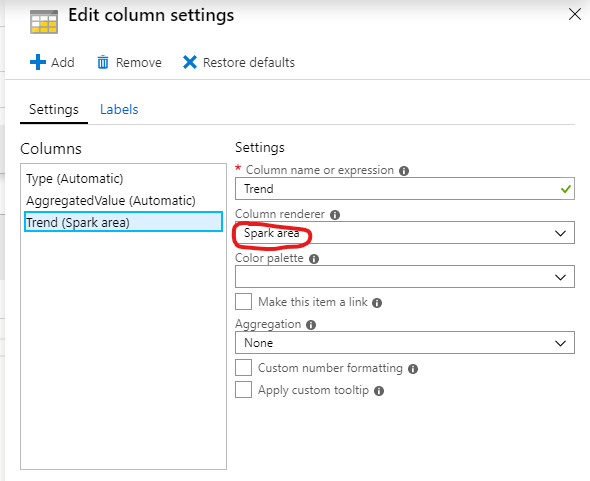 Edit column settings
Add Remove Restore defaults
Settings Labels
Columns
Type (Automatic)
AggregatedValue (Automatic)
Trend (Spark area)
Settings
* Column name or expression
Trend
Column renderer
Spark area
Color palette
Make this item a link
Aggregation
None
Custom number formatting
Apply custom tooltip